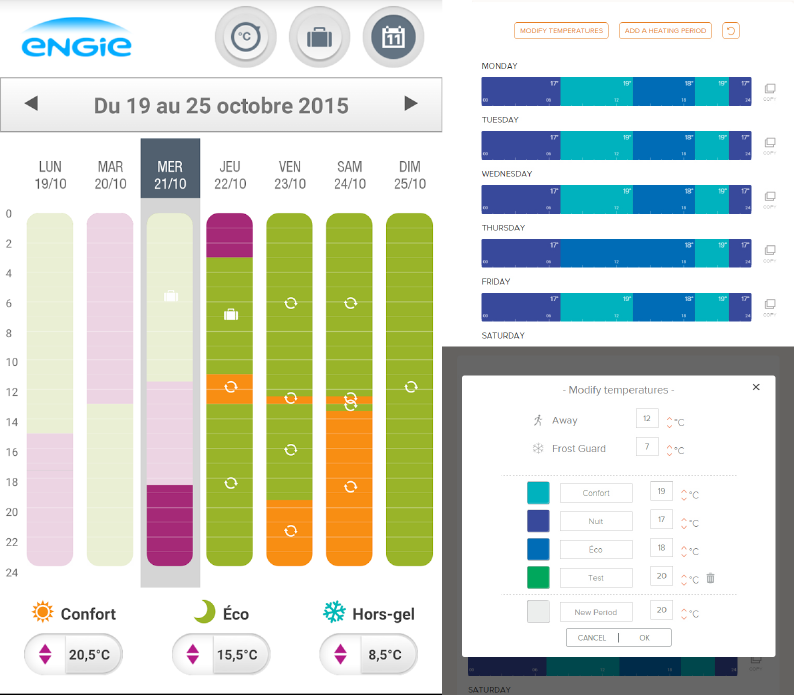 ENGIE
°C
11
Du 19 au 25 octobre 2015
LUN MAR MER JEU VEN SAM DIM
19/10 20/10 21/10 22/10 23/10 24/10 25/10
0
2
4
6
8
10
12
14
16
18
20
22
24
Confort Éco Hors-gel
20,5°C 15,5°C 8,5°C
MODIFY TEMPERATURES ADD A HEATING PERIOD
MONDAY
17° 19° 18° 19° 17°
00 06 12 18 24
COPY
TUESDAY
17° 19° 18° 19° 17°
00 06 12 18 24
COPY
WEDNESDAY
17° 19° 18° 19° 17°
00 06 12 18 24
COPY
THURSDAY
17° 18° 19° 17°
00 06 12 18 24
COPY
FRIDAY
17° 19° 18° 19° 17°
00 06 12 18 24
COPY
SATURDAY
- Modify temperatures -
Away 12 °C
Frost Guard 7 °C
Confort 19 °C
Nuit 17 °C
Éco 18 °C
Test 20 °C
New Period 20 °C
CANCEL | OK
SATURDAY